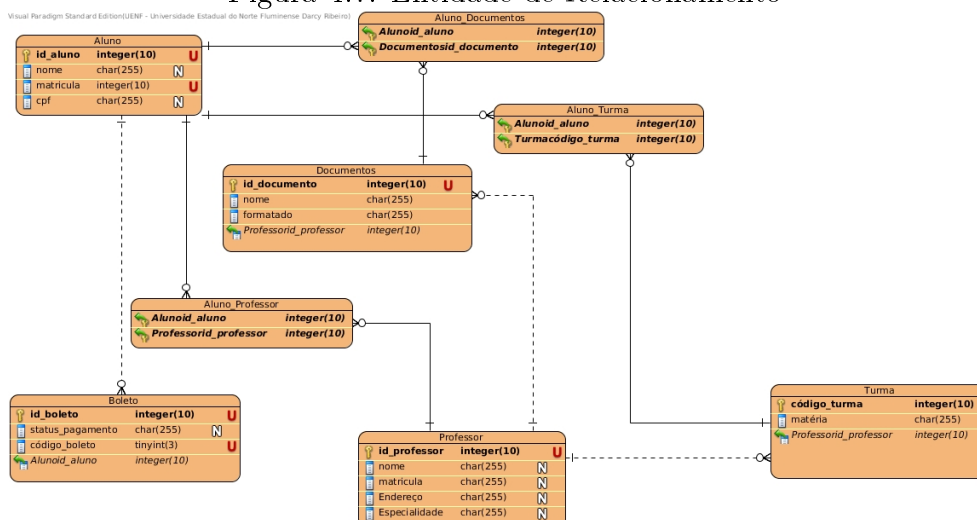 Figura 4.7: Entidade de Relacionamento
Visual Paradigm Standard Edition(UENF - Universidade Estadual do Norte Fluminense Darcy Ribeiro)
Aluno_Documentos
Alunoid_aluno integer(10)
Documentosid_documento integer(10)
Aluno
id_aluno integer(10) U
nome char(255) N
matricula integer(10) U
cpf char(255) N
Aluno_Turma
Alunoid_aluno integer(10)
Turmacódigo_turma integer(10)
Documentos
id_documento integer(10) U
nome char(255)
formatado char(255)
Professorid_professor integer(10)
Aluno_Professor
Alunoid_aluno integer(10)
Professorid_professor integer(10)
Boleto
id_boleto integer(10) U
status_pagamento char(255) N
código_boleto tinyint(3) U
Alunoid_aluno integer(10)
Professor
id_professor integer(10) U
nome char(255) N
matricula char(255) N
Endereço char(255) N
Especialidade char(255) N
Turma
código_turma integer(10)
matéria char(255)
Professorid_professor integer(10)